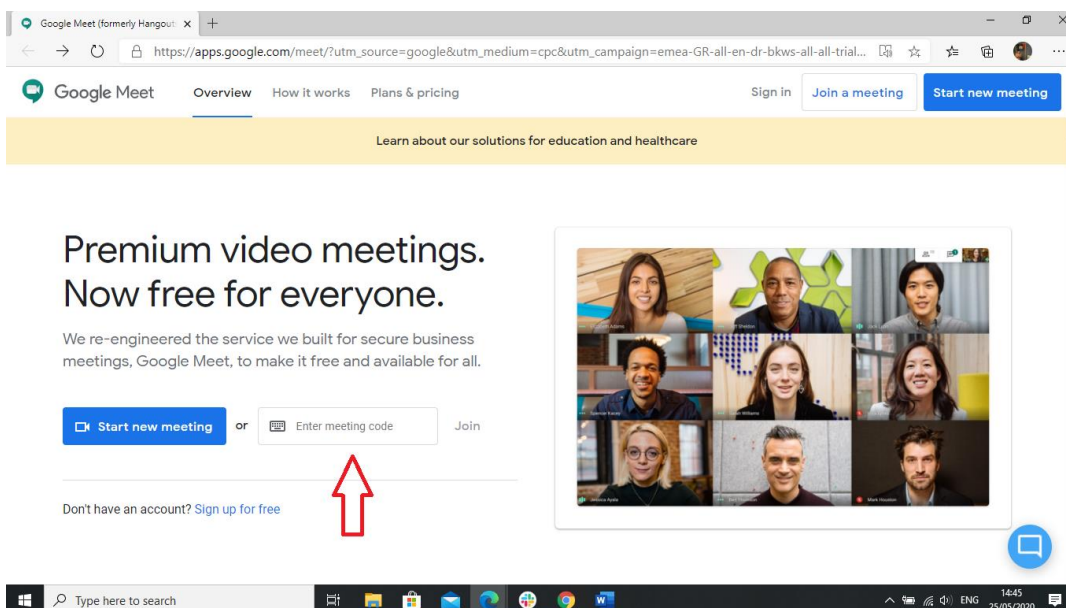 Google Meet (formerly Hangout
https://apps.google.com/meet/?utm_source=google&utm_medium=cpc&utm_campaign=emea-GR-all-en-dr-bkws-all-all-trial...
Google Meet Overview How it works Plans & pricing Sign in Join a meeting Start new meeting
Learn about our solutions for education and healthcare
Premium video meetings.
Now free for everyone.
We re-engineered the service we built for secure business
meetings, Google Meet, to make it free and available for all.
Start new meeting or Enter meeting code Join
Don't have an account? Sign up for free
Mark Houston
Type here to search
ENG
14:45
25/05/2020